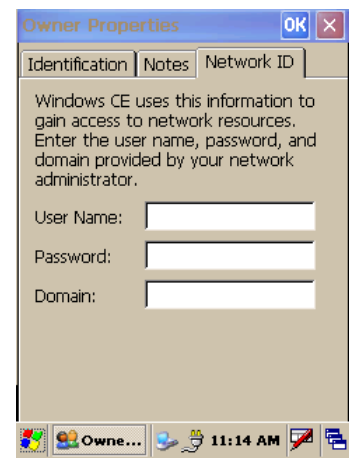 Owner Properties OK
Identification Notes Network ID
Windows CE uses this information to
gain access to network resources.
Enter the user name, password, and
domain provided by your network
administrator.
User Name:
Password:
Domain:
Owne... 11:14 AM